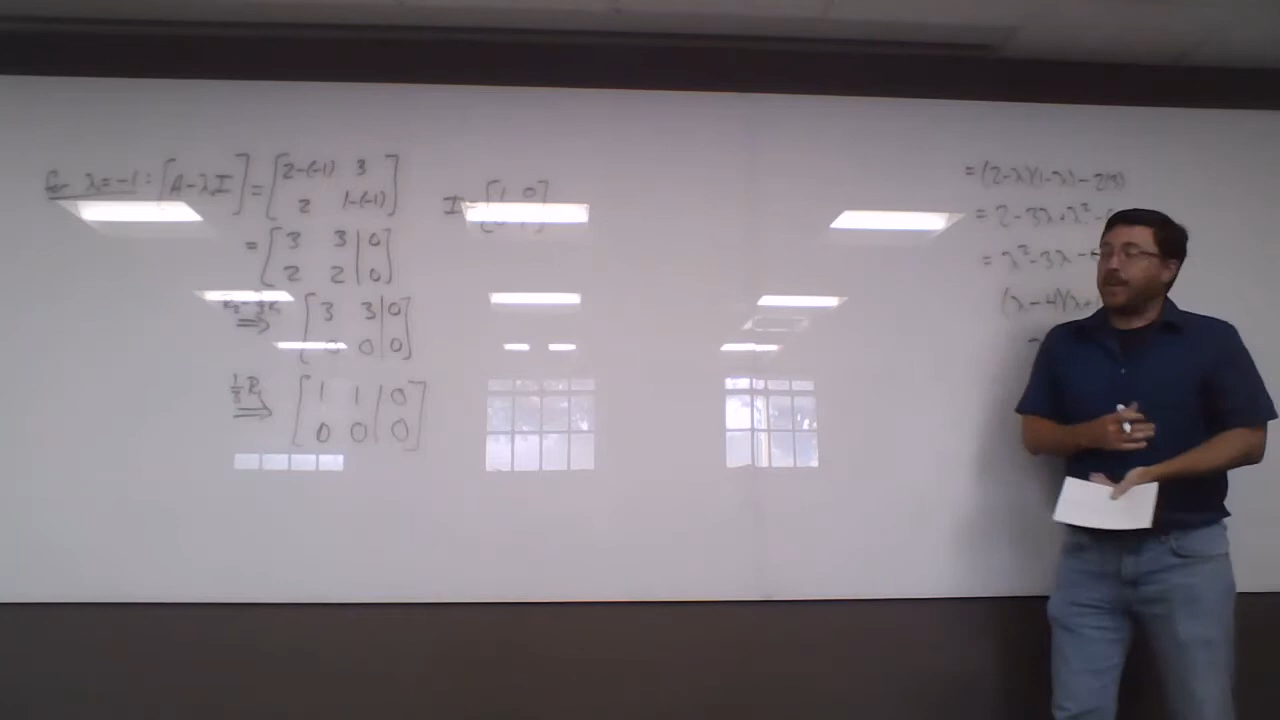 for λ=-1: [A-λI] = [2-(-1) 3
2 1-(-1)]
= [3 3 | 0
2 2 | 0]
⇒ [3 3 | 0
0 0 | 0]
1/3 R₁ ⇒ [1 1 | 0
0 0 | 0]
I = [1 0]
= (2-λ)(1-λ) - 2(3)
= 2-3λ+λ²-
= λ²-3λ-
(λ-4)(λ+1